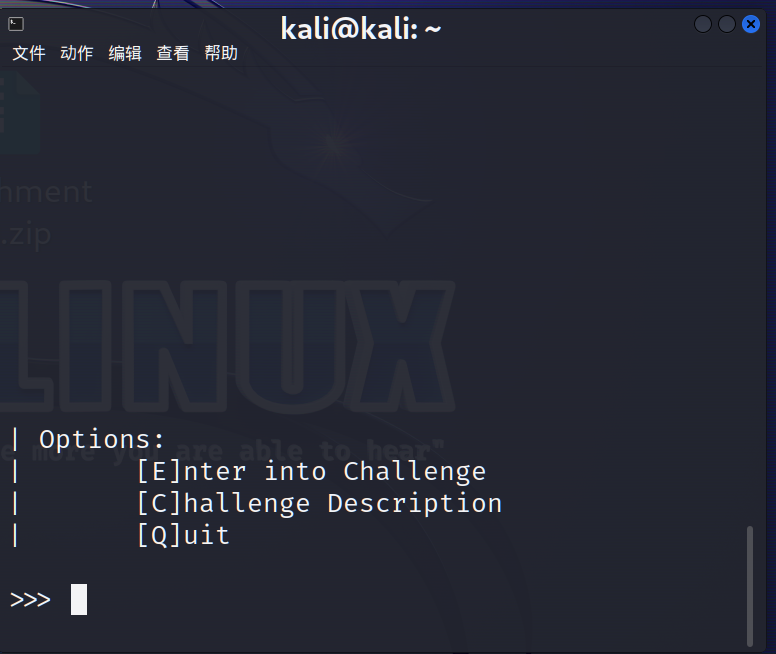 kali@kali: ~
文件 动作 编辑 查看 帮助
hment
.zip
LINUX
| Options:
e more you are able to hear"
| [E]nter into Challenge
| [C]hallenge Description
| [Q]uit
>>>